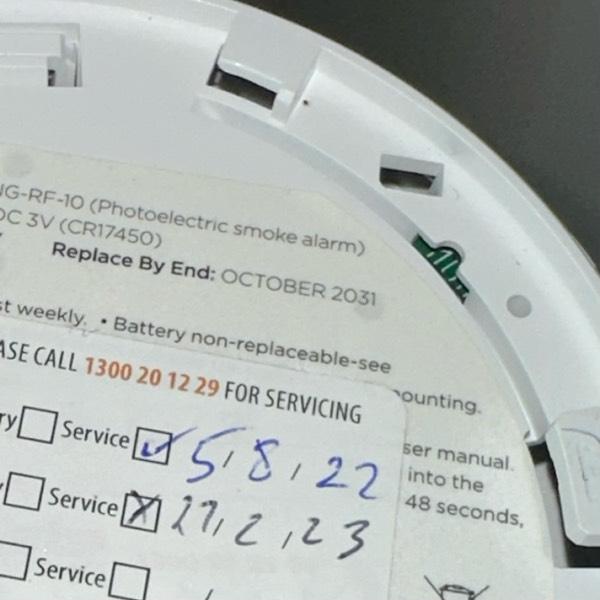 NG-RF-10 (Photoelectric smoke alarm)
DC 3V (CR17450)
Replace By End: OCTOBER 2031
st weekly. • Battery non-replaceable-see
ounting.
ASE CALL 1300 20 12 29 FOR SERVICING
ser manual.
ry Service 5/8/22
into the
48 seconds,
Service 27/2/23
Service